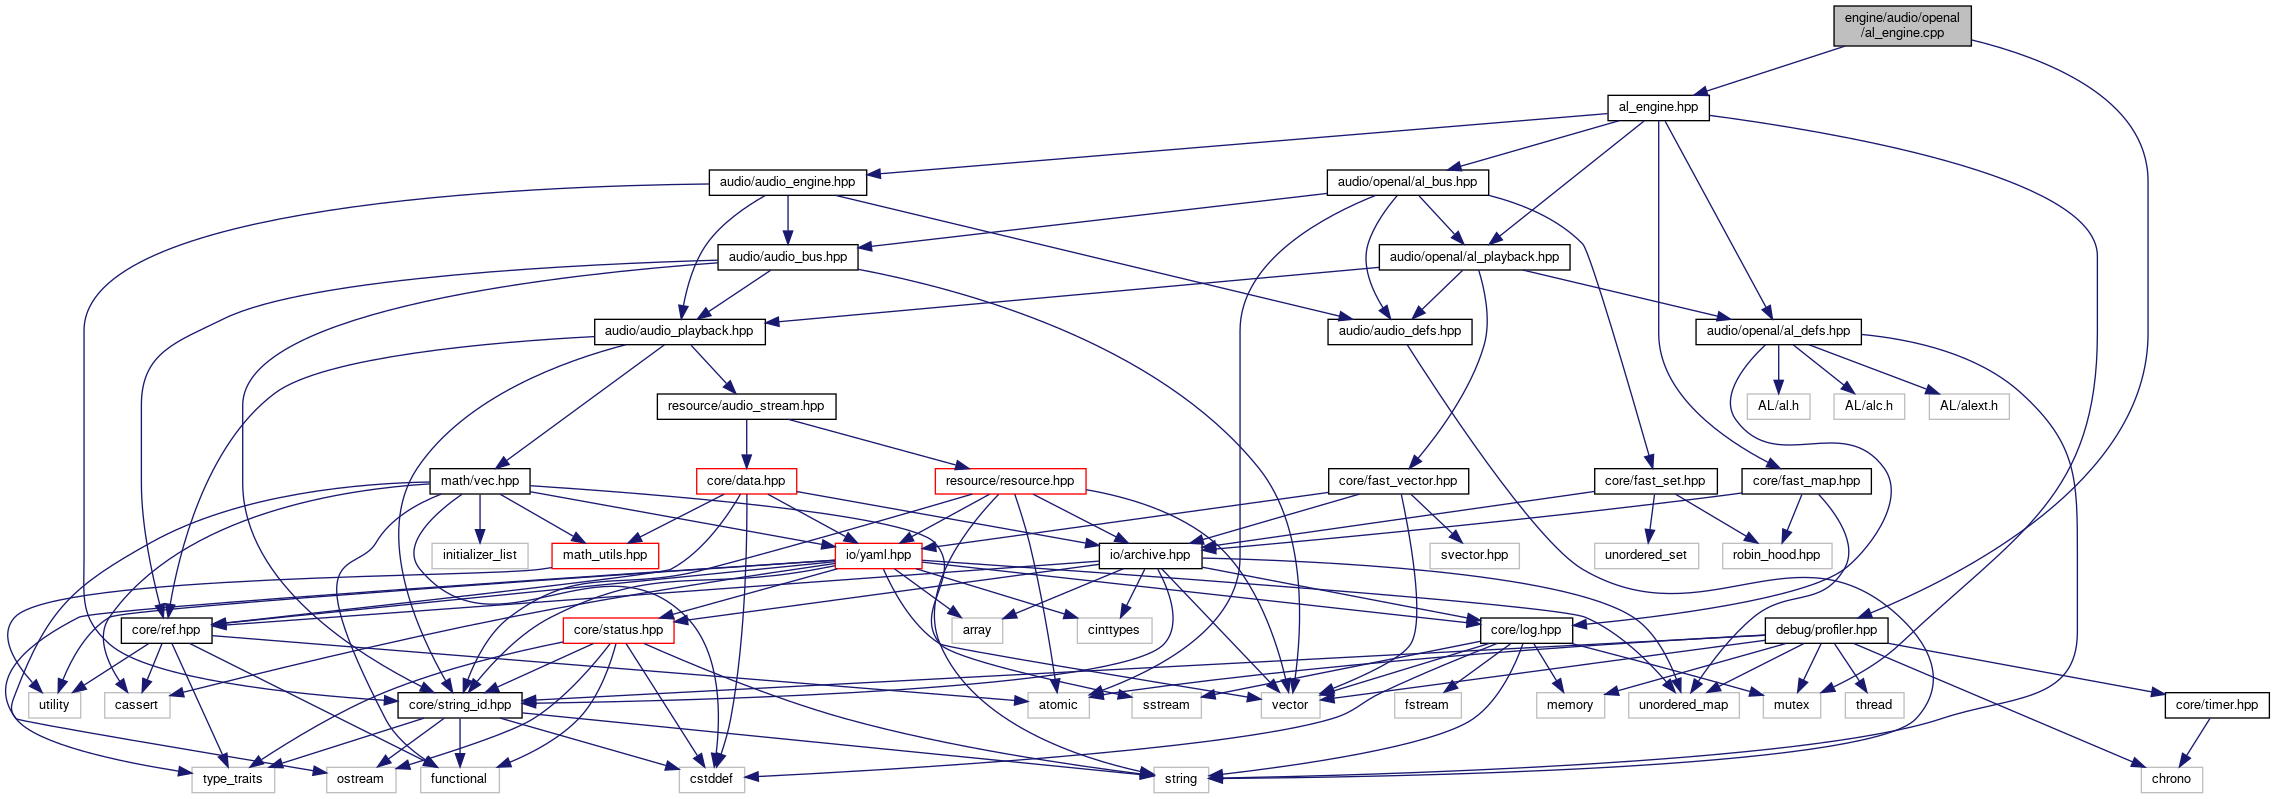 engine/audio/openal
/al_engine.cpp
al_engine.hpp
audio/audio_engine.hpp
audio/openal/al_bus.hpp
audio/audio_bus.hpp
audio/openal/al_playback.hpp
audio/audio_playback.hpp
audio/audio_defs.hpp
audio/openal/al_defs.hpp
resource/audio_stream.hpp
AL/al.h
AL/alc.h
AL/alext.h
math/vec.hpp
core/data.hpp
resource/resource.hpp
core/fast_vector.hpp
core/fast_set.hpp
core/fast_map.hpp
initializer_list
math_utils.hpp
io/yaml.hpp
io/archive.hpp
svector.hpp
unordered_set
robin_hood.hpp
core/ref.hpp
core/status.hpp
array
cinttypes
core/log.hpp
debug/profiler.hpp
utility
cassert
core/string_id.hpp
atomic
sstream
vector
fstream
memory
unordered_map
mutex
thread
core/timer.hpp
type_traits
ostream
functional
cstddef
string
chrono